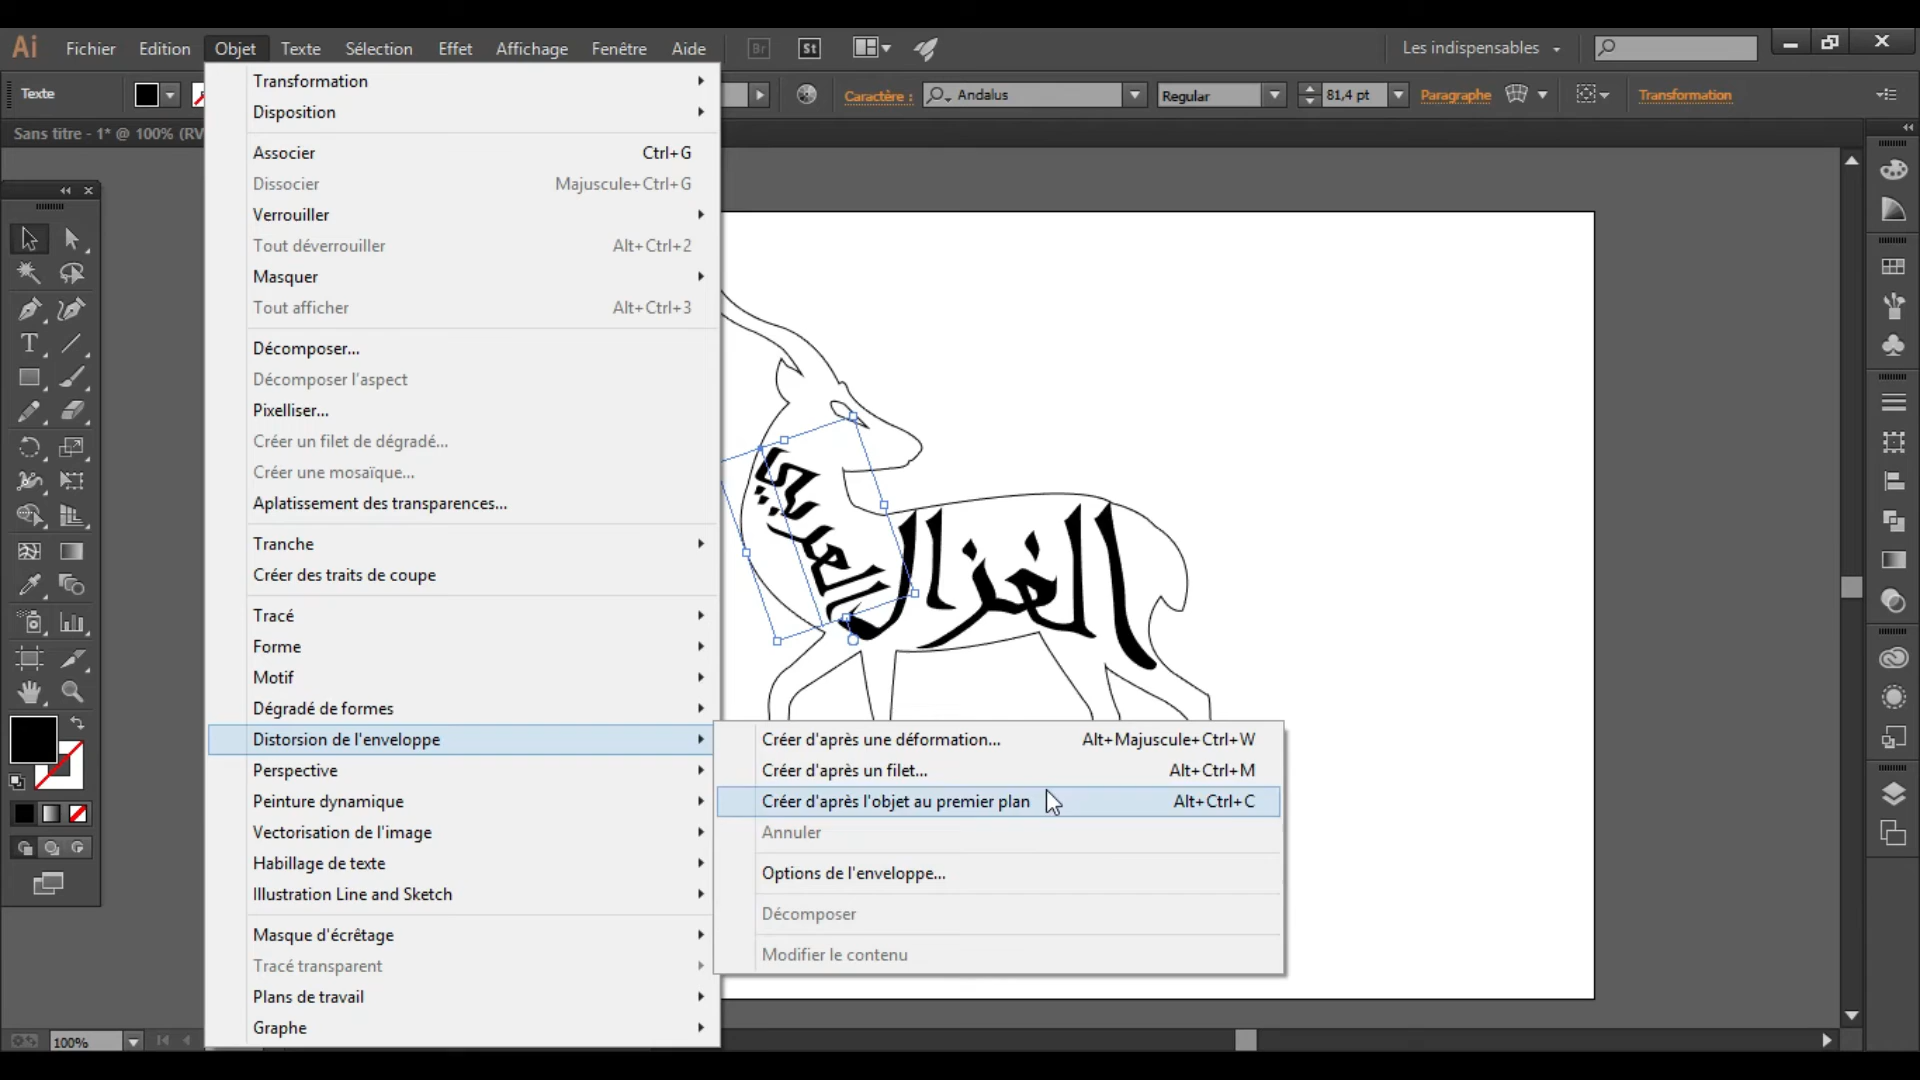 Ai Fichier Edition Objet Texte Sélection Effet Affichage Fenêtre Aide Br St Les indispensables
Texte Caractère : Andalus Regular 81,4 pt Paragraphe Transformation
Sans titre - 1* @ 100% (RV
Transformation
Disposition
Associer Ctrl+G
Dissocier Majuscule+Ctrl+G
Verrouiller
Tout déverrouiller Alt+Ctrl+2
Masquer
Tout afficher Alt+Ctrl+3
Décomposer...
Décomposer l'aspect
Pixelliser...
Créer un filet de dégradé...
Créer une mosaïque...
Aplatissement des transparences...
Tranche
Créer des traits de coupe
Tracé
Forme
Motif
Dégradé de formes
Distorsion de l'enveloppe
Perspective
Peinture dynamique
Vectorisation de l'image
Habillage de texte
Illustration Line and Sketch
Masque d'écrêtage
Tracé transparent
Plans de travail
Graphe
Créer d'après une déformation... Alt+Majuscule+Ctrl+W
Créer d'après un filet... Alt+Ctrl+M
Créer d'après l'objet au premier plan Alt+Ctrl+C
Annuler
Options de l'enveloppe...
Décomposer
Modifier le contenu
الغزال
العربي
100%